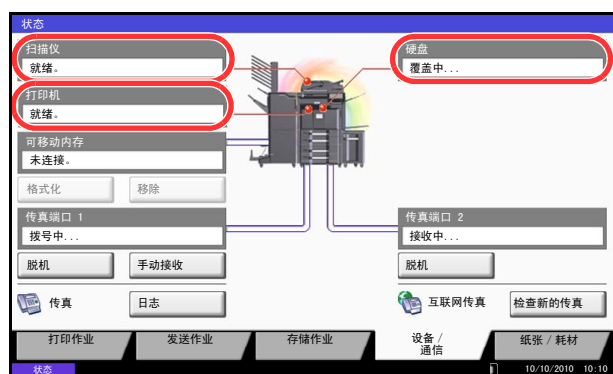 状态
扫描仪
就绪。
硬盘
覆盖中...
打印机
就绪。
可移动内存
未连接。
格式化
移除
传真端口 1
拨号中...
传真端口 2
接收中...
脱机
手动接收
脱机
传真
日志
互联网传真
检查新的传真
打印作业
发送作业
存储作业
设备 /
通信
纸张 / 耗材
状态
10/10/2010 10:10